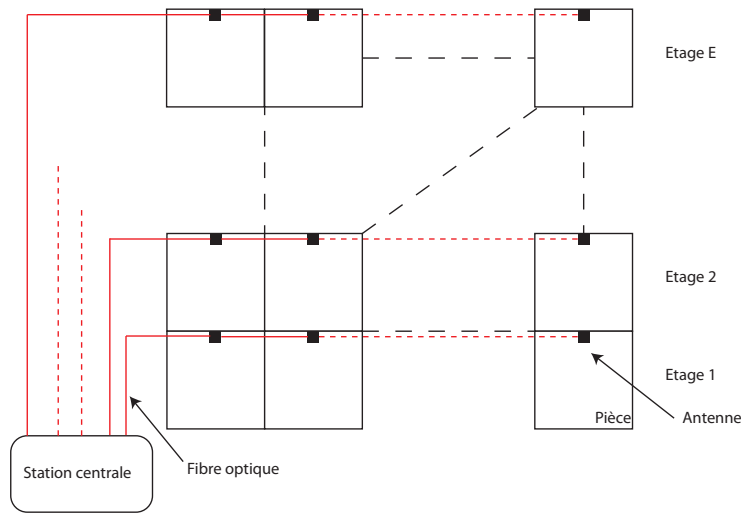 Etage E
Etage 2
Etage 1
Pièce
Antenne
Fibre optique
Station centrale